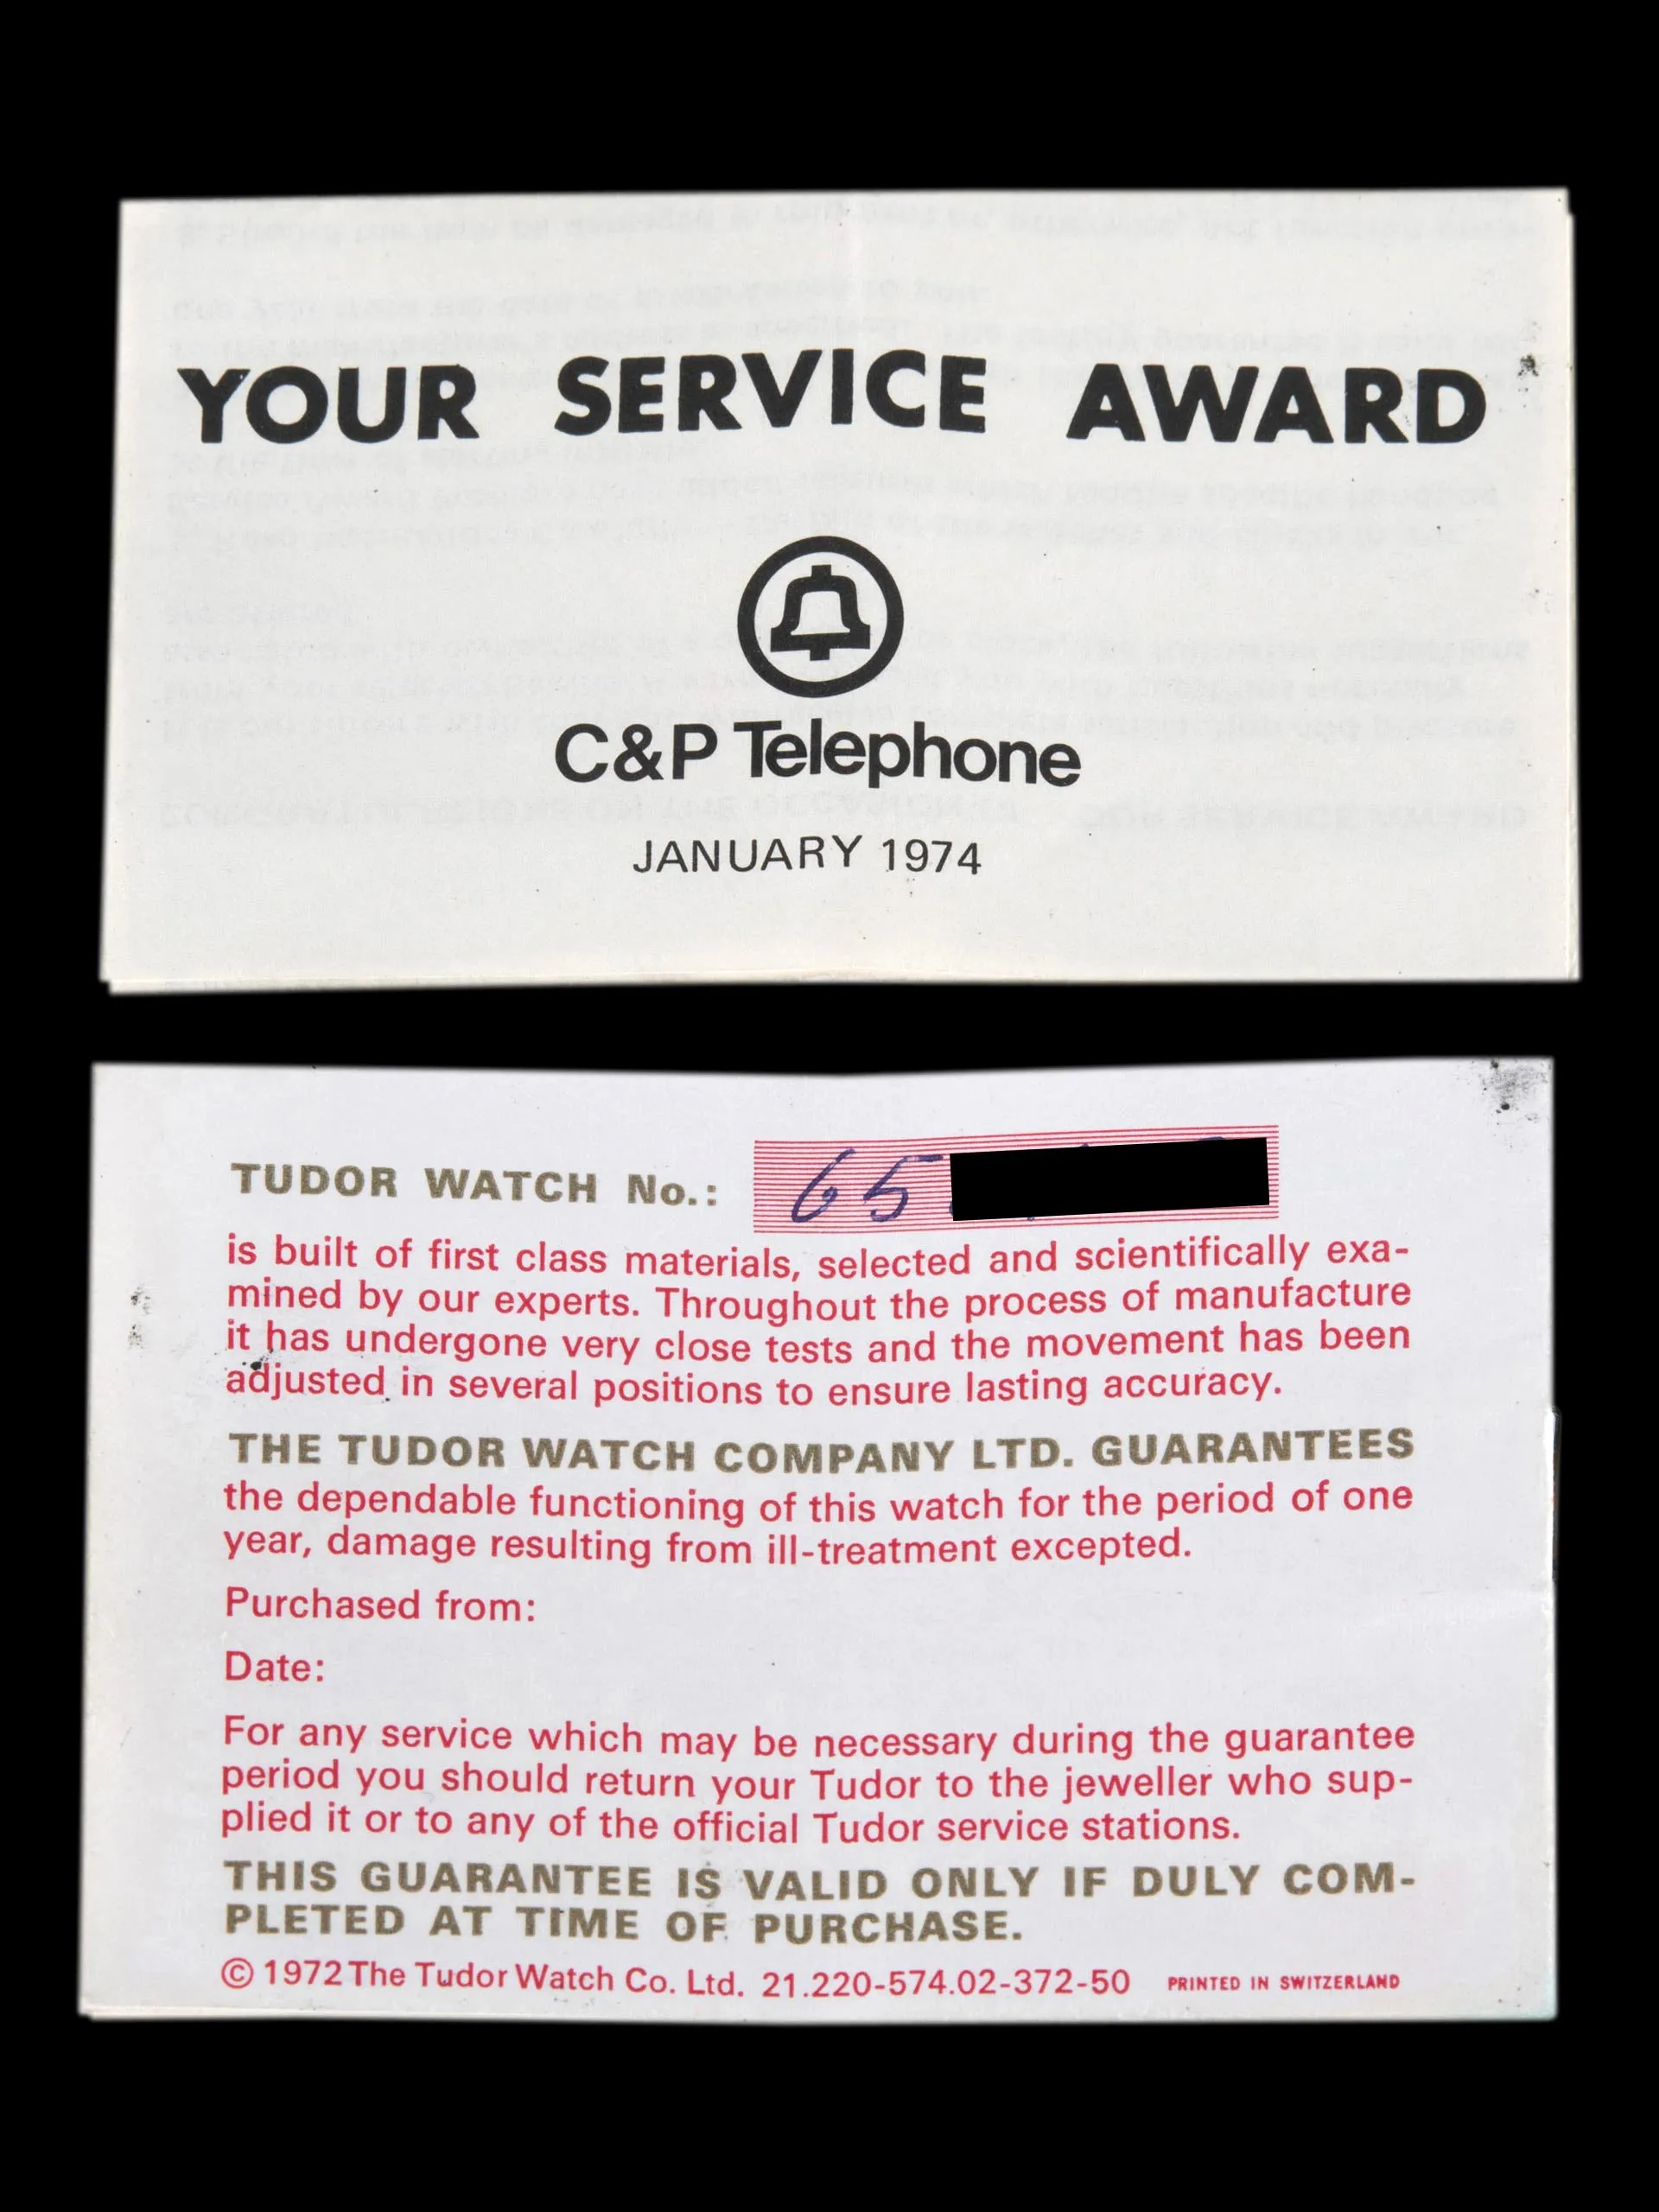 YOUR SERVICE AWARD
C&P Telephone
JANUARY 1974
TUDOR WATCH No.: 65
is built of first class materials, selected and scientifically exa-
mined by our experts. Throughout the process of manufacture
it has undergone very close tests and the movement has been
adjusted in several positions to ensure lasting accuracy.
THE TUDOR WATCH COMPANY LTD. GUARANTEES
the dependable functioning of this watch for the period of one
year, damage resulting from ill-treatment excepted.
Purchased from:
Date:
For any service which may be necessary during the guarantee
period you should return your Tudor to the jeweller who sup-
plied it or to any of the official Tudor service stations.
THIS GUARANTEE IS VALID ONLY IF DULY COM-
PLETED AT TIME OF PURCHASE.
© 1972 The Tudor Watch Co. Ltd. 21.220-574.02-372-50 PRINTED IN SWITZERLAND